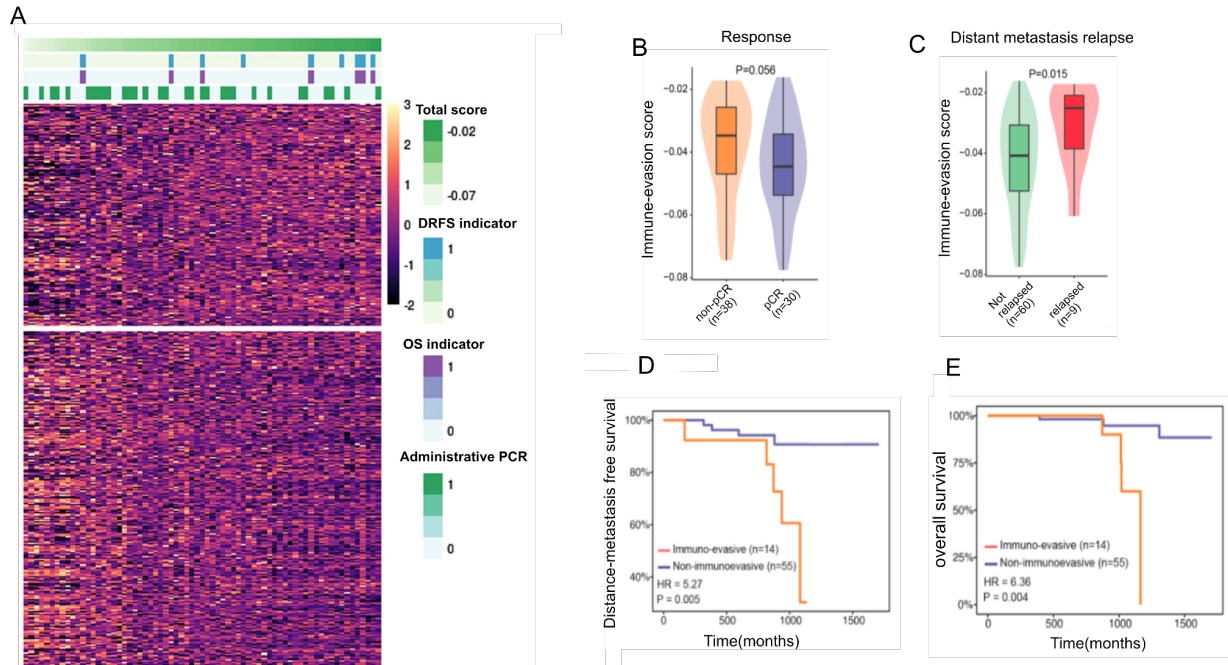 A
3
2
1
0
-1
-2
Total score
-0.02
-0.07
DRFS indicator
1
0
OS indicator
1
0
Administrative PCR
1
0
B
Response
P=0.056
Immune-evasion score
−0.02
−0.04
−0.06
−0.08
non-pCR
(n=38)
pCR
(n=30)
C
Distant metastasis relapse
P=0.015
Immune-evasion score
−0.02
−0.04
−0.06
−0.08
Not
relapsed
(n=60)
relapsed
(n=9)
D
Distance-metastasis free survival
100%
80%
60%
40%
Immuno-evasive (n=14)
Non-immunoevasive (n=55)
HR = 5.27
P = 0.005
0
500
1000
1500
Time(months)
E
overall survival
100%
75%
50%
25%
0%
Immuno-evasive (n=14)
Non-immunoevasive (n=55)
HR = 6.36
P = 0.004
0
500
1000
1500
Time(months)